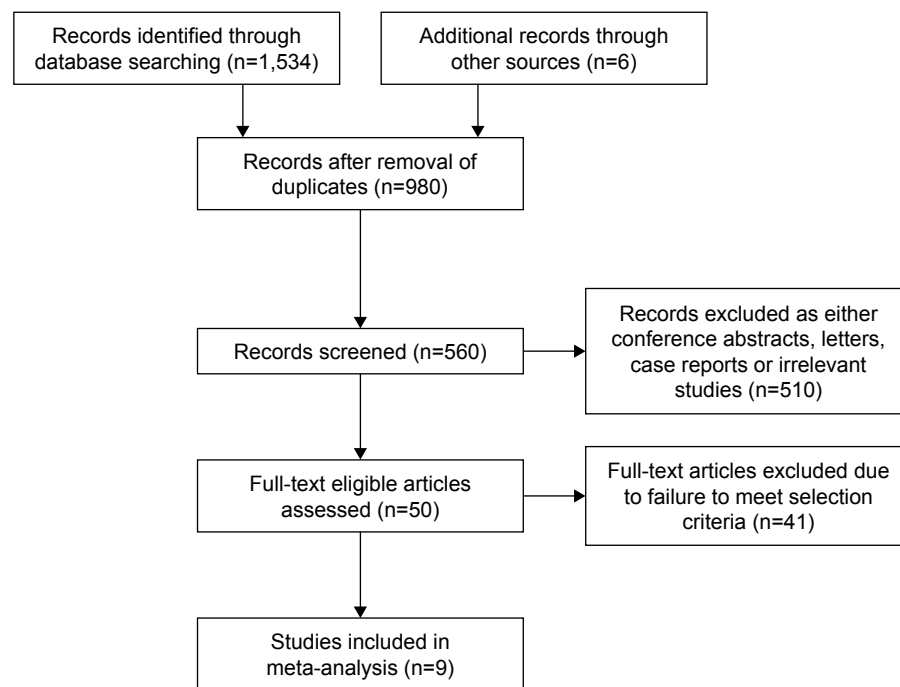 Records identified through
database searching (n=1,534)
Additional records through
other sources (n=6)
Records after removal of
duplicates (n=980)
Records screened (n=560)
Records excluded as either
conference abstracts, letters,
case reports or irrelevant
studies (n=510)
Full-text eligible articles
assessed (n=50)
Full-text articles excluded due
to failure to meet selection
criteria (n=41)
Studies included in
meta-analysis (n=9)